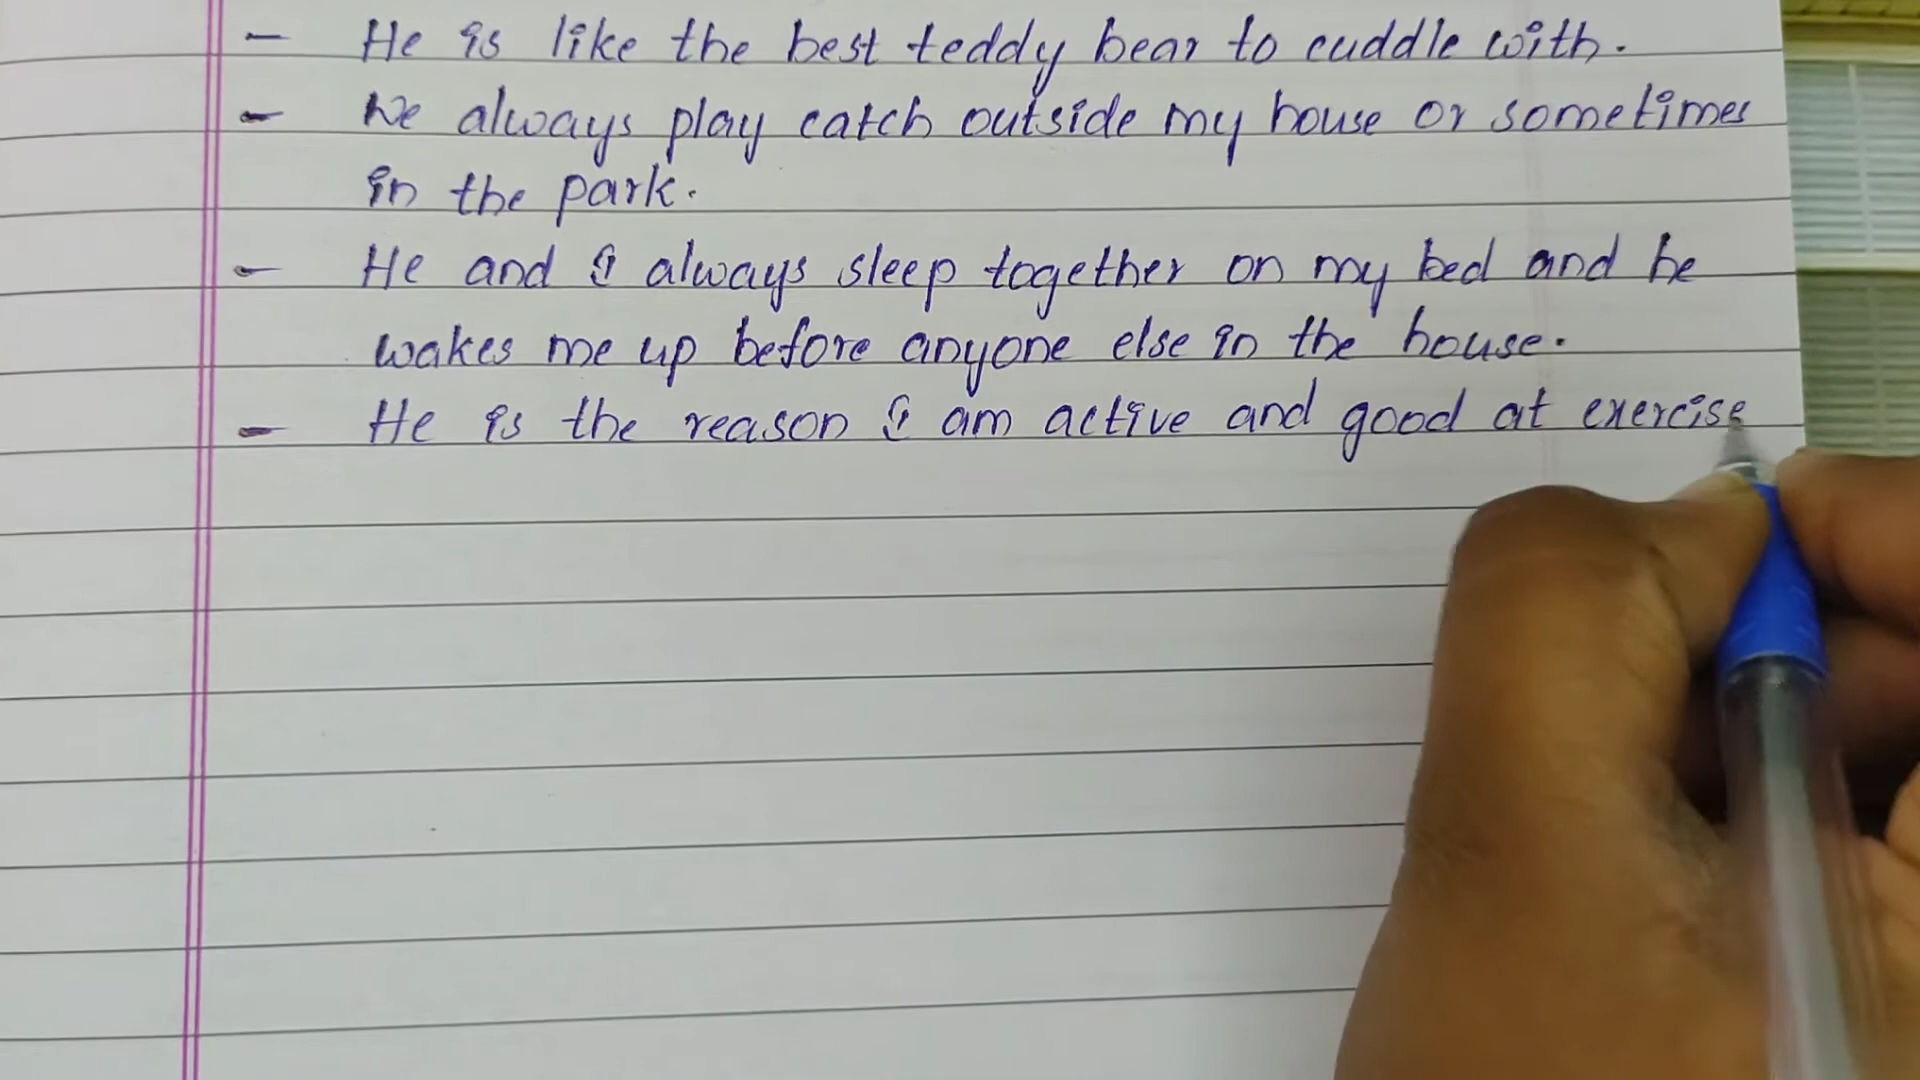 - He is like the best teddy bear to cuddle with.
- We always play catch outside my house or sometimes
in the park.
- He and I always sleep together on my bed and he
wakes me up before anyone else in the house.
- He is the reason I am active and good at exercise